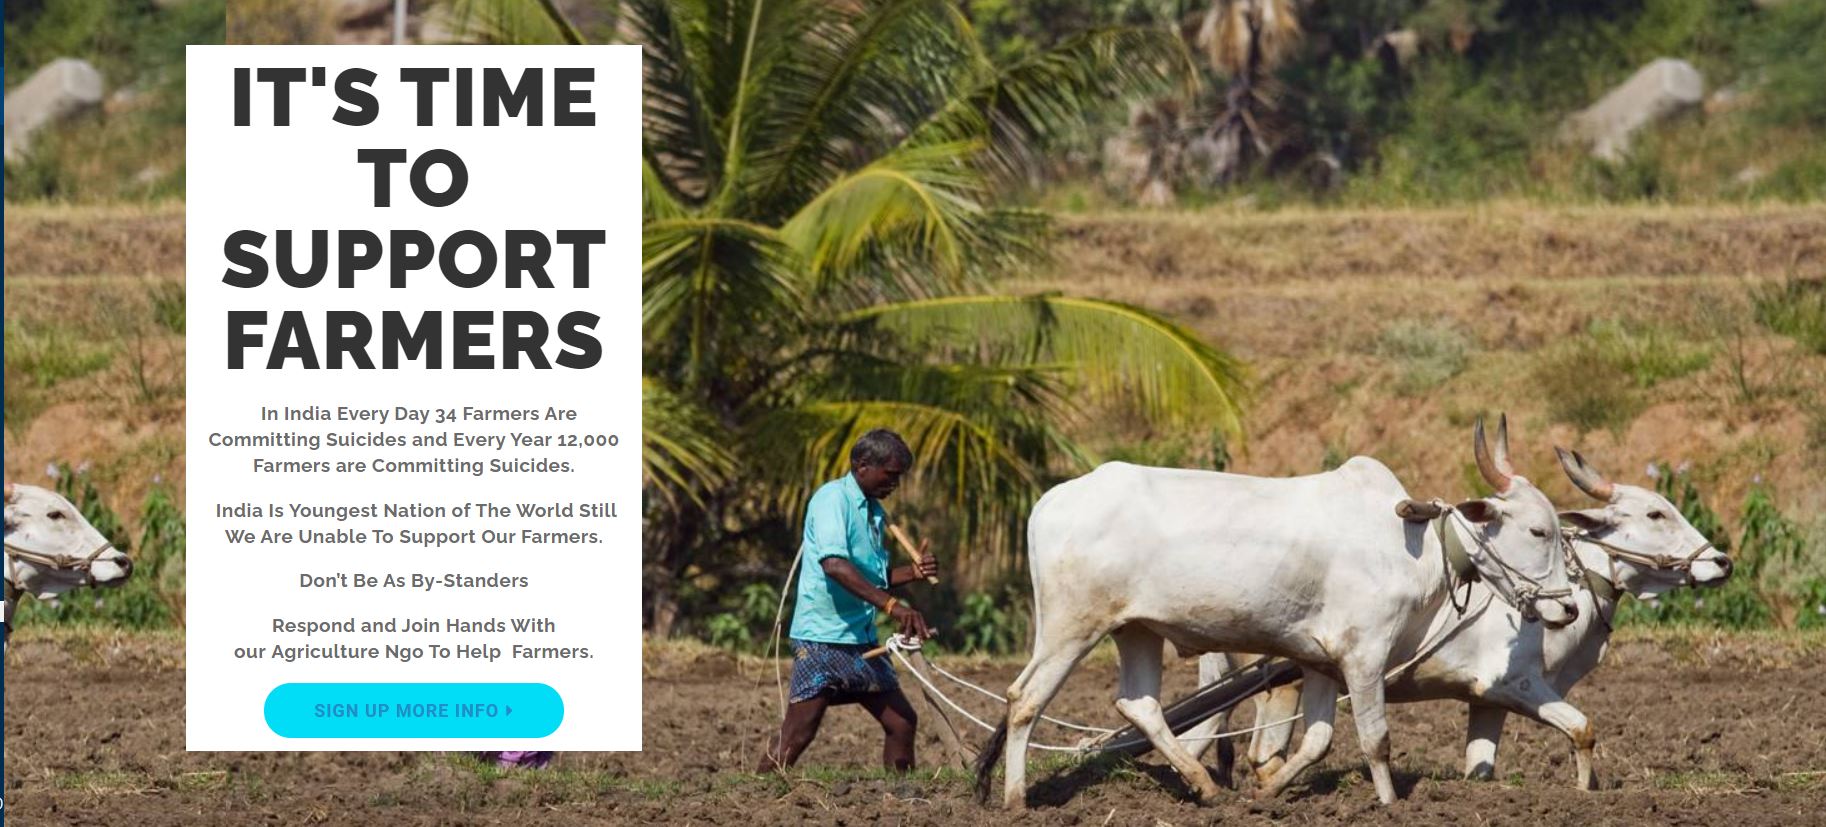 IT'S TIME
TO
SUPPORT
FARMERS
In India Every Day 34 Farmers Are
Committing Suicides and Every Year 12,000
Farmers are Committing Suicides.
India Is Youngest Nation of The World Still
We Are Unable To Support Our Farmers.
Don't Be As By-Standers
Respond and Join Hands With
our Agriculture Ngo To Help  Farmers.
SIGN UP MORE INFO